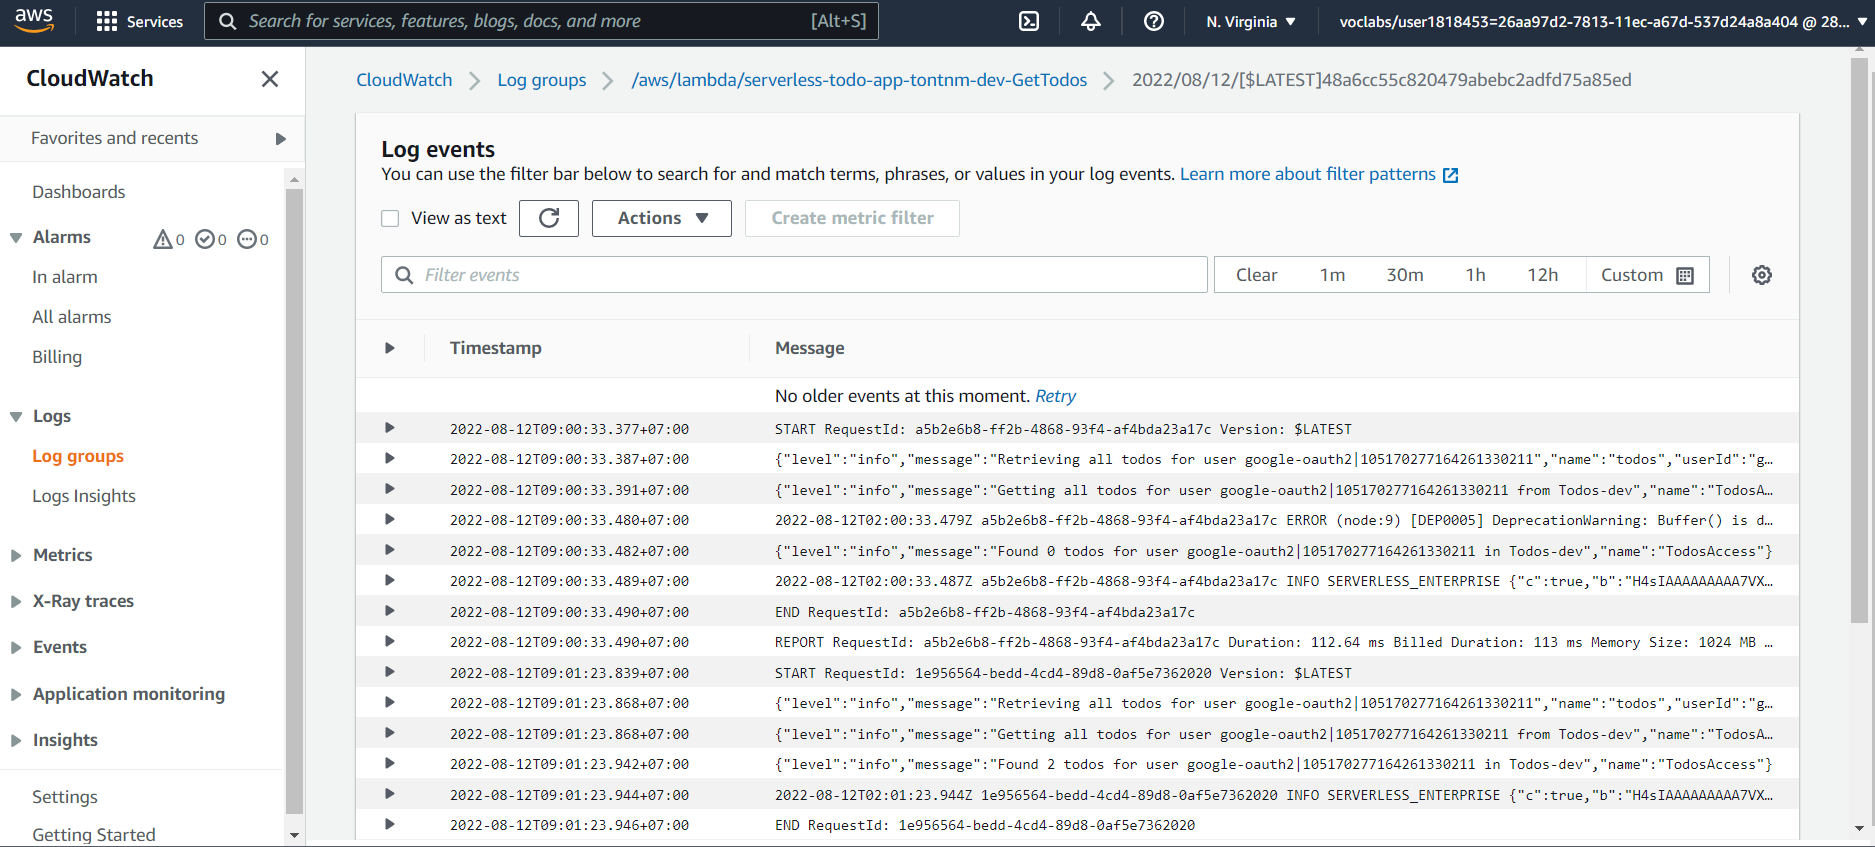 aws Services Search for services, features, blogs, docs, and more [Alt+S] N. Virginia voclabs/user1818453=26aa97d2-7813-11ec-a67d-537d24a8a404 @ 28...
CloudWatch
Favorites and recents
Dashboards
Alarms 0 0 0
In alarm
All alarms
Billing
Logs
Log groups
Logs Insights
Metrics
X-Ray traces
Events
Application monitoring
Insights
Settings
Getting Started
CloudWatch Log groups /aws/lambda/serverless-todo-app-tontnm-dev-GetTodos 2022/08/12/[$LATEST]48a6cc55c820479abebc2adfd75a85ed
Log events
You can use the filter bar below to search for and match terms, phrases, or values in your log events. Learn more about filter patterns
View as text Actions Create metric filter
Filter events Clear 1m 30m 1h 12h Custom
Timestamp Message
No older events at this moment. Retry
2022-08-12T09:00:33.377+07:00 START RequestId: a5b2e6b8-ff2b-4868-93f4-af4bda23a17c Version: $LATEST
2022-08-12T09:00:33.387+07:00 {"level":"info","message":"Retrieving all todos for user google-oauth2|105170277164261330211","name":"todos","userId":"g…
2022-08-12T09:00:33.391+07:00 {"level":"info","message":"Getting all todos for user google-oauth2|105170277164261330211 from Todos-dev","name":"TodosA…
2022-08-12T09:00:33.480+07:00 2022-08-12T02:00:33.479Z a5b2e6b8-ff2b-4868-93f4-af4bda23a17c ERROR (node:9) [DEP0005] DeprecationWarning: Buffer() is d…
2022-08-12T09:00:33.482+07:00 {"level":"info","message":"Found 0 todos for user google-oauth2|105170277164261330211 in Todos-dev","name":"TodosAccess"}
2022-08-12T09:00:33.489+07:00 2022-08-12T02:00:33.487Z a5b2e6b8-ff2b-4868-93f4-af4bda23a17c INFO SERVERLESS_ENTERPRISE {"c":true,"b":"H4sIAAAAAAAAA7VX…
2022-08-12T09:00:33.490+07:00 END RequestId: a5b2e6b8-ff2b-4868-93f4-af4bda23a17c
2022-08-12T09:00:33.490+07:00 REPORT RequestId: a5b2e6b8-ff2b-4868-93f4-af4bda23a17c Duration: 112.64 ms Billed Duration: 113 ms Memory Size: 1024 MB …
2022-08-12T09:01:23.839+07:00 START RequestId: 1e956564-bedd-4cd4-89d8-0af5e7362020 Version: $LATEST
2022-08-12T09:01:23.868+07:00 {"level":"info","message":"Retrieving all todos for user google-oauth2|105170277164261330211","name":"todos","userId":"g…
2022-08-12T09:01:23.868+07:00 {"level":"info","message":"Getting all todos for user google-oauth2|105170277164261330211 from Todos-dev","name":"TodosA…
2022-08-12T09:01:23.942+07:00 {"level":"info","message":"Found 2 todos for user google-oauth2|105170277164261330211 in Todos-dev","name":"TodosAccess"}
2022-08-12T09:01:23.944+07:00 2022-08-12T02:01:23.944Z 1e956564-bedd-4cd4-89d8-0af5e7362020 INFO SERVERLESS_ENTERPRISE {"c":true,"b":"H4sIAAAAAAAAA7VX…
2022-08-12T09:01:23.946+07:00 END RequestId: 1e956564-bedd-4cd4-89d8-0af5e7362020